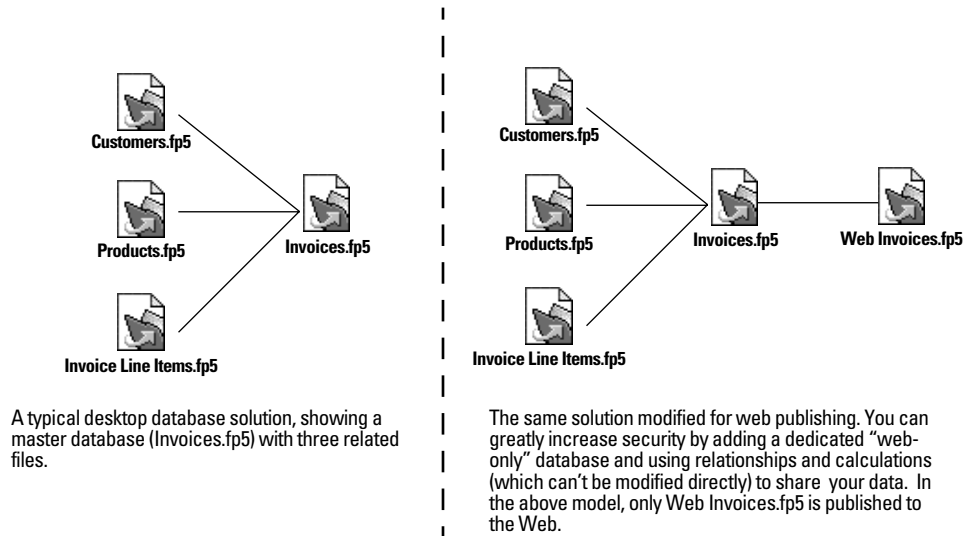 Customers.fp5
Products.fp5
Invoices.fp5
Invoice Line Items.fp5
A typical desktop database solution, showing a
master database (Invoices.fp5) with three related
files.
Customers.fp5
Products.fp5
Invoices.fp5
Web Invoices.fp5
Invoice Line Items.fp5
The same solution modified for web publishing. You can
greatly increase security by adding a dedicated “web-
only” database and using relationships and calculations
(which can’t be modified directly) to share your data. In
the above model, only Web Invoices.fp5 is published to
the Web.